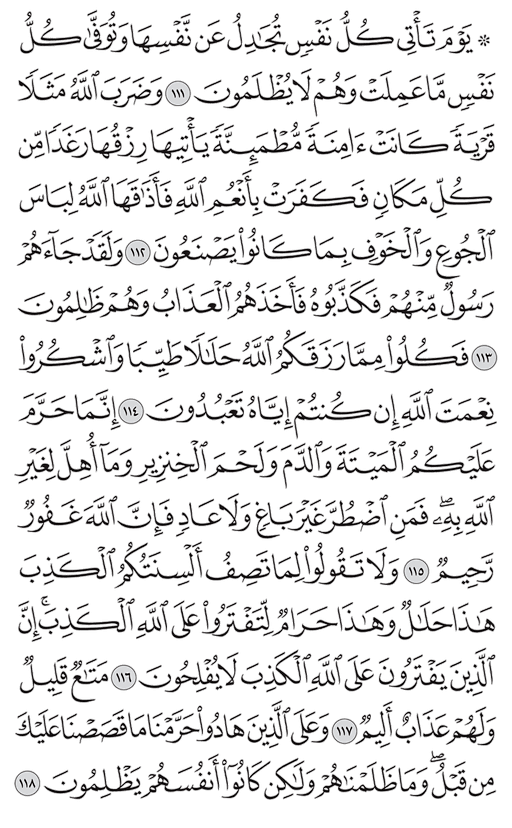 ۞ يَوْمَ تَأْتِى كُلُّ نَفْسٍ تُجَـٰدِلُ عَن نَّفْسِهَا وَتُوَفَّىٰ كُلُّ
نَفْسٍ مَّا عَمِلَتْ وَهُمْ لَا يُظْلَمُونَ ١١١ وَضَرَبَ ٱللَّهُ مَثَلًا
قَرْيَةً كَانَتْ ءَامِنَةً مُّطْمَئِنَّةً يَأْتِيهَا رِزْقُهَا رَغَدًا مِّن
كُلِّ مَكَانٍ فَكَفَرَتْ بِأَنْعُمِ ٱللَّهِ فَأَذَٰقَهَا ٱللَّهُ لِبَاسَ
ٱلْجُوعِ وَٱلْخَوْفِ بِمَا كَانُوا۟ يَصْنَعُونَ ١١٢ وَلَقَدْ جَآءَهُمْ
رَسُولٌ مِّنْهُمْ فَكَذَّبُوهُ فَأَخَذَهُمُ ٱلْعَذَابُ وَهُمْ ظَـٰلِمُونَ
١١٣ فَكُلُوا۟ مِمَّا رَزَقَكُمُ ٱللَّهُ حَلَـٰلًا طَيِّبًا وَٱشْكُرُوا۟
نِعْمَتَ ٱللَّهِ إِن كُنتُمْ إِيَّاهُ تَعْبُدُونَ ١١٤ إِنَّمَا حَرَّمَ
عَلَيْكُمُ ٱلْمَيْتَةَ وَٱلدَّمَ وَلَحْمَ ٱلْخِنزِيرِ وَمَآ أُهِلَّ لِغَيْرِ
ٱللَّهِ بِهِۦ ۖ فَمَنِ ٱضْطُرَّ غَيْرَ بَاغٍ وَلَا عَادٍ فَإِنَّ ٱللَّهَ غَفُورٌ
رَّحِيمٌ ١١٥ وَلَا تَقُولُوا۟ لِمَا تَصِفُ أَلْسِنَتُكُمُ ٱلْكَذِبَ
هَـٰذَا حَلَـٰلٌ وَهَـٰذَا حَرَامٌ لِّتَفْتَرُوا۟ عَلَى ٱللَّهِ ٱلْكَذِبَ ۚ إِنَّ
ٱلَّذِينَ يَفْتَرُونَ عَلَى ٱللَّهِ ٱلْكَذِبَ لَا يُفْلِحُونَ ١١٦ مَتَـٰعٌ قَلِيلٌ
وَلَهُمْ عَذَابٌ أَلِيمٌ ١١٧ وَعَلَى ٱلَّذِينَ هَادُوا۟ حَرَّمْنَا مَا قَصَصْنَا عَلَيْكَ
مِن قَبْلُ ۖ وَمَا ظَلَمْنَـٰهُمْ وَلَـٰكِن كَانُوٓا۟ أَنفُسَهُمْ يَظْلِمُونَ ١١٨